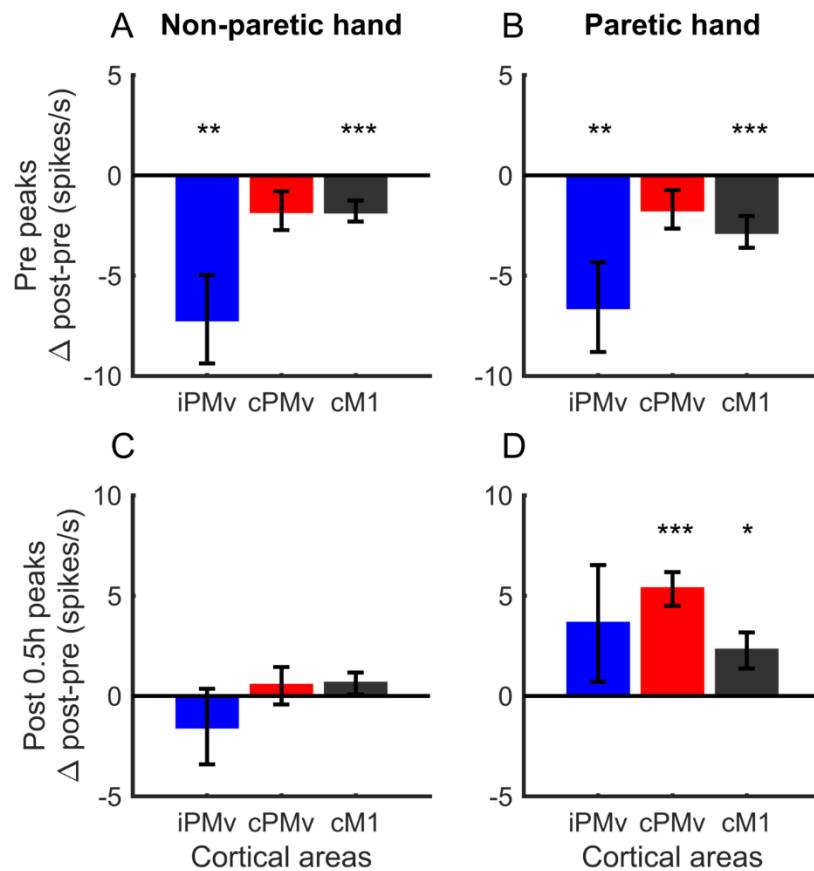 A Non-paretic hand
B Paretic hand
Pre peaks
Δ post-pre (spikes/s)
5
0
-5
-10
** ***
** ***
iPMv cPMv cM1
iPMv cPMv cM1
C
D
Post 0.5h peaks
Δ post-pre (spikes/s)
10
5
0
-5
10
5
0
-5
*** *
iPMv cPMv cM1
Cortical areas
iPMv cPMv cM1
Cortical areas
5
0
-5
-10